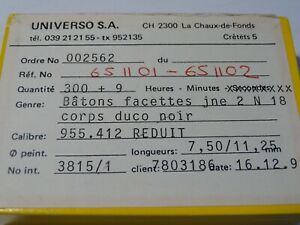 UNIVERSO S.A. CH 2300 La Chaux-de-Fonds
tél. 039 21 21 55 - tx 952135 Crêtets 5
Ordre No 002562 du
Réf. No 651101-651102
Quantité 300 + 9 Heures - Minutes - Secondes xxx
Genre: Bâtons facettes jne 2 N 18
corps duco noir
Calibre: 955.412 REDUIT
Ø peint. longueurs: 7,50/11,25 mm
No int. 3815/1 client 7803186 Date: 16.12.9